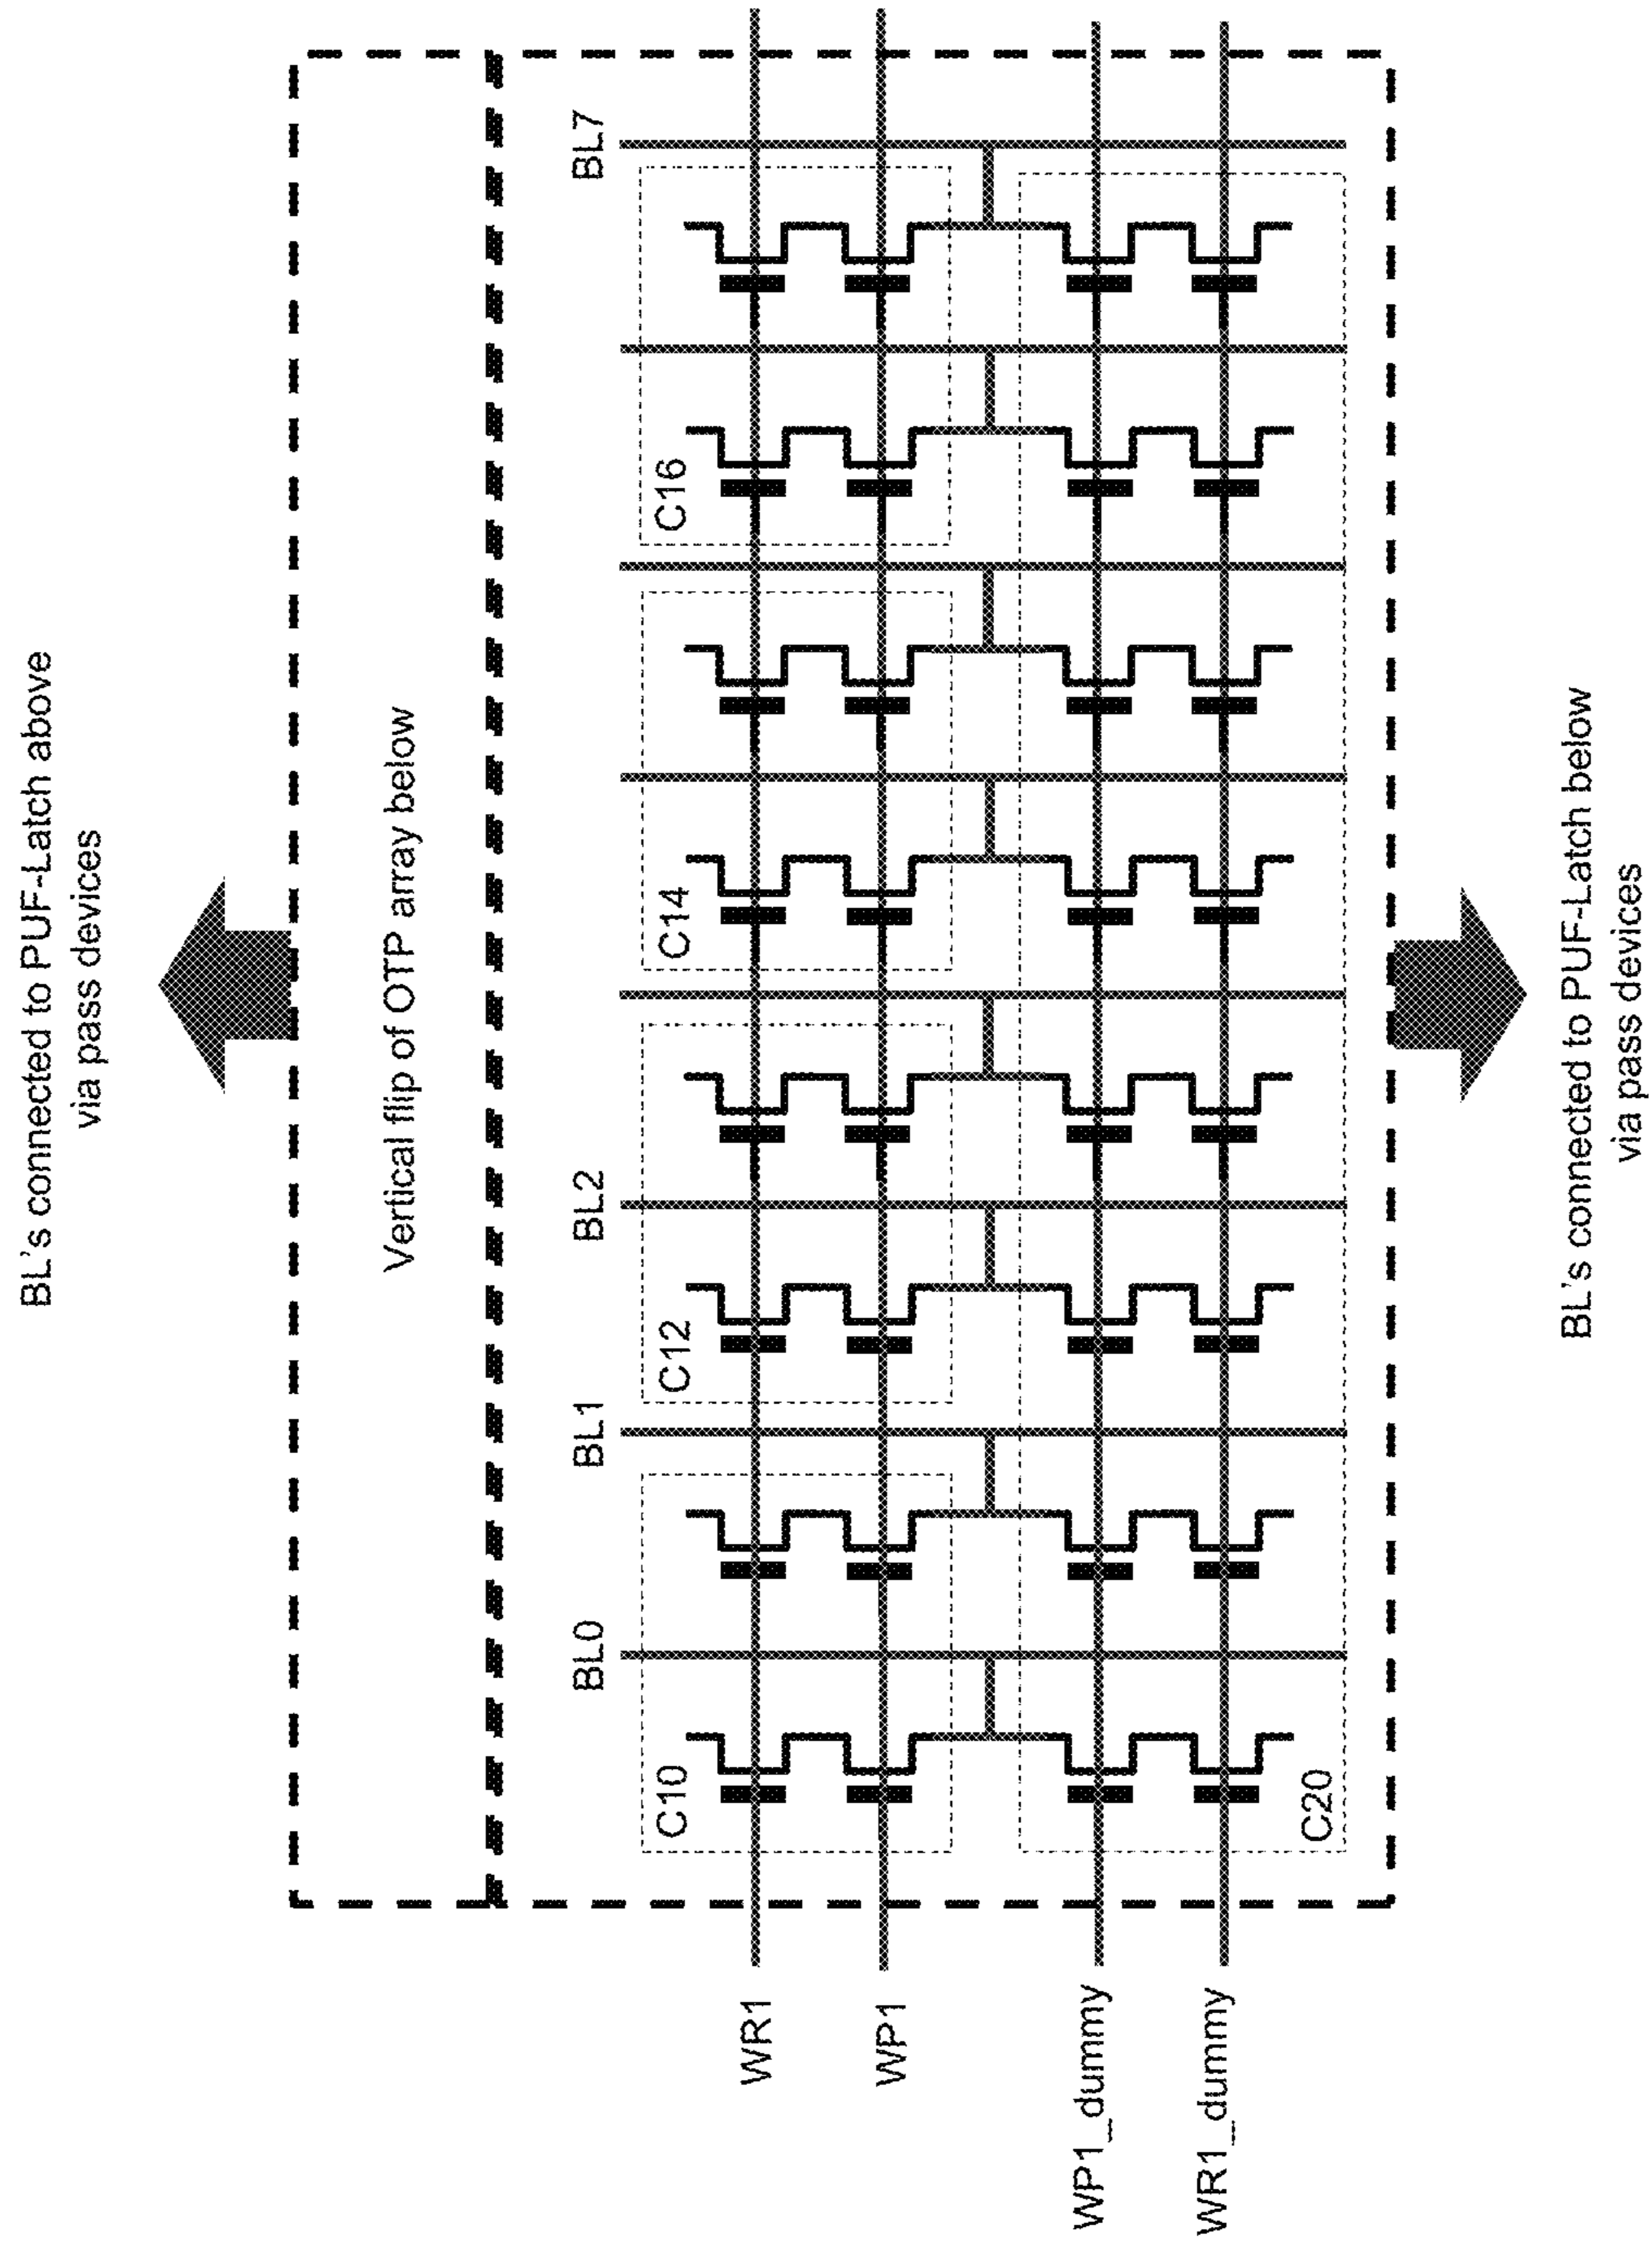 BL's connected to PUF-Latch above
via pass devices
Vertical flip of OTP array below
BL0
BL1
BL2
BL7
C10
C12
C14
C16
WR1
WP1
WP1_dummy
WR1_dummy
C20
BL's connected to PUF-Latch below
via pass devices